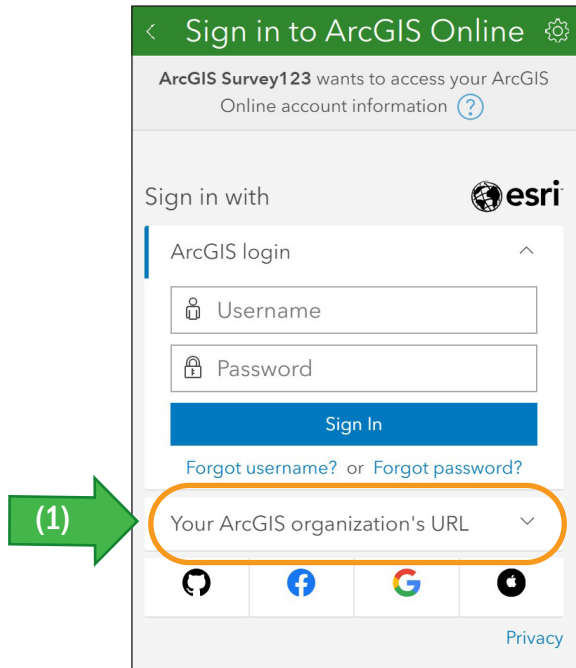 Sign in to ArcGIS Online
ArcGIS Survey123 wants to access your ArcGIS
Online account information ?
Sign in with esri
ArcGIS login
Username
Password
Sign In
Forgot username? or Forgot password?
(1) Your ArcGIS organization's URL
Privacy